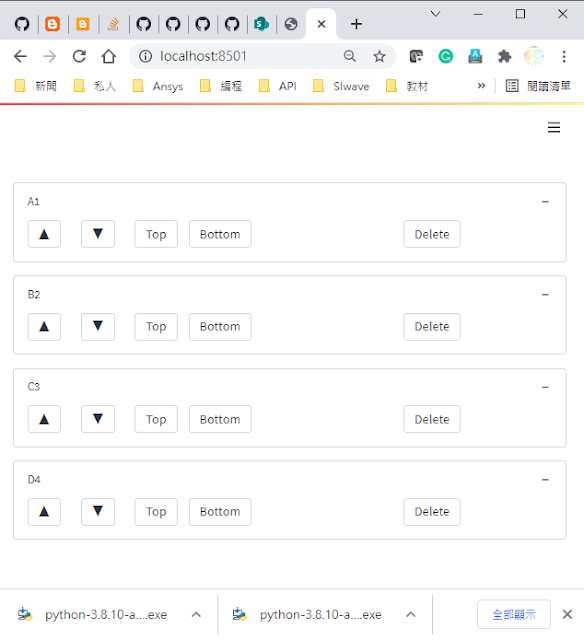 localhost:8501
新聞 私人 Ansys 編程 API SIwave 教材 » 閱讀清單
A1
▲ ▼ Top Bottom Delete
B2
▲ ▼ Top Bottom Delete
C3
▲ ▼ Top Bottom Delete
D4
▲ ▼ Top Bottom Delete
python-3.8.10-a....exe python-3.8.10-a....exe 全部顯示